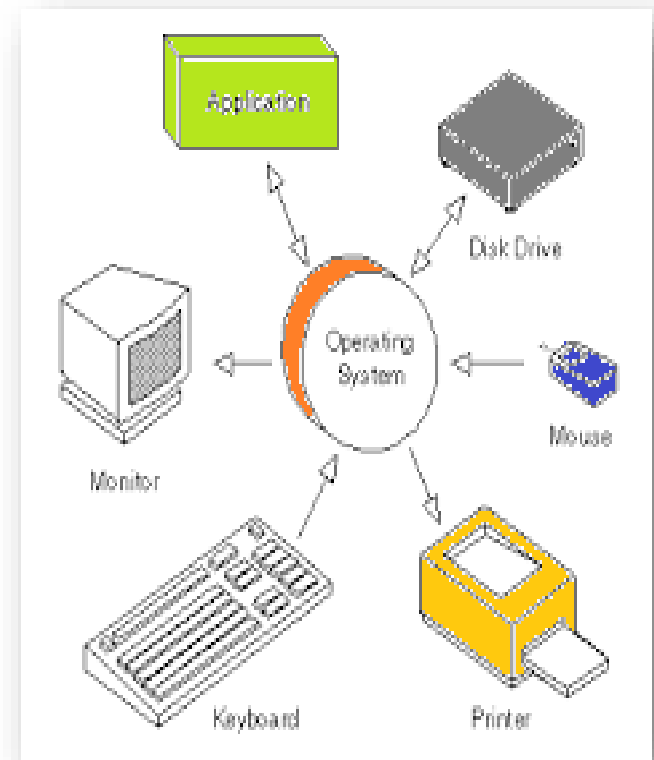 Application
Disk Drive
Operating
System
Mouse
Monitor
Keyboard
Printer